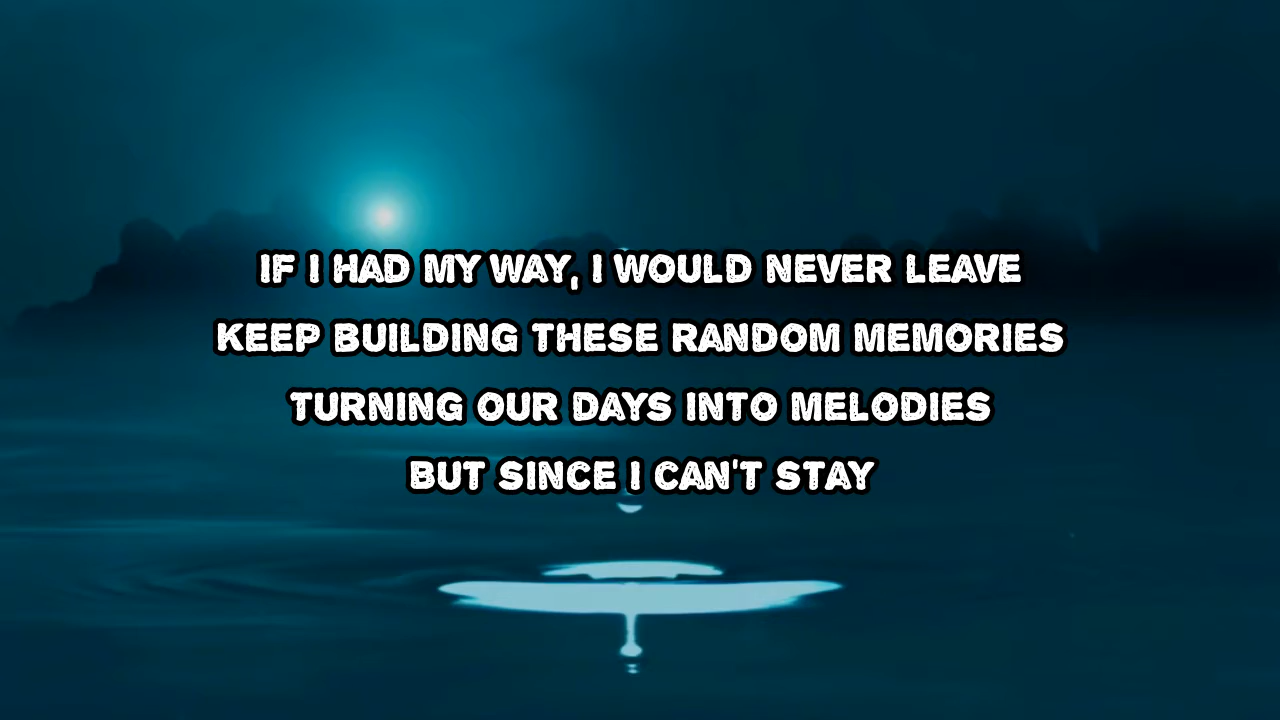 IF I HAD MY WAY, I WOULD NEVER LEAVE
KEEP BUILDING THESE RANDOM MEMORIES
TURNING OUR DAYS INTO MELODIES
BUT SINCE I CAN'T STAY